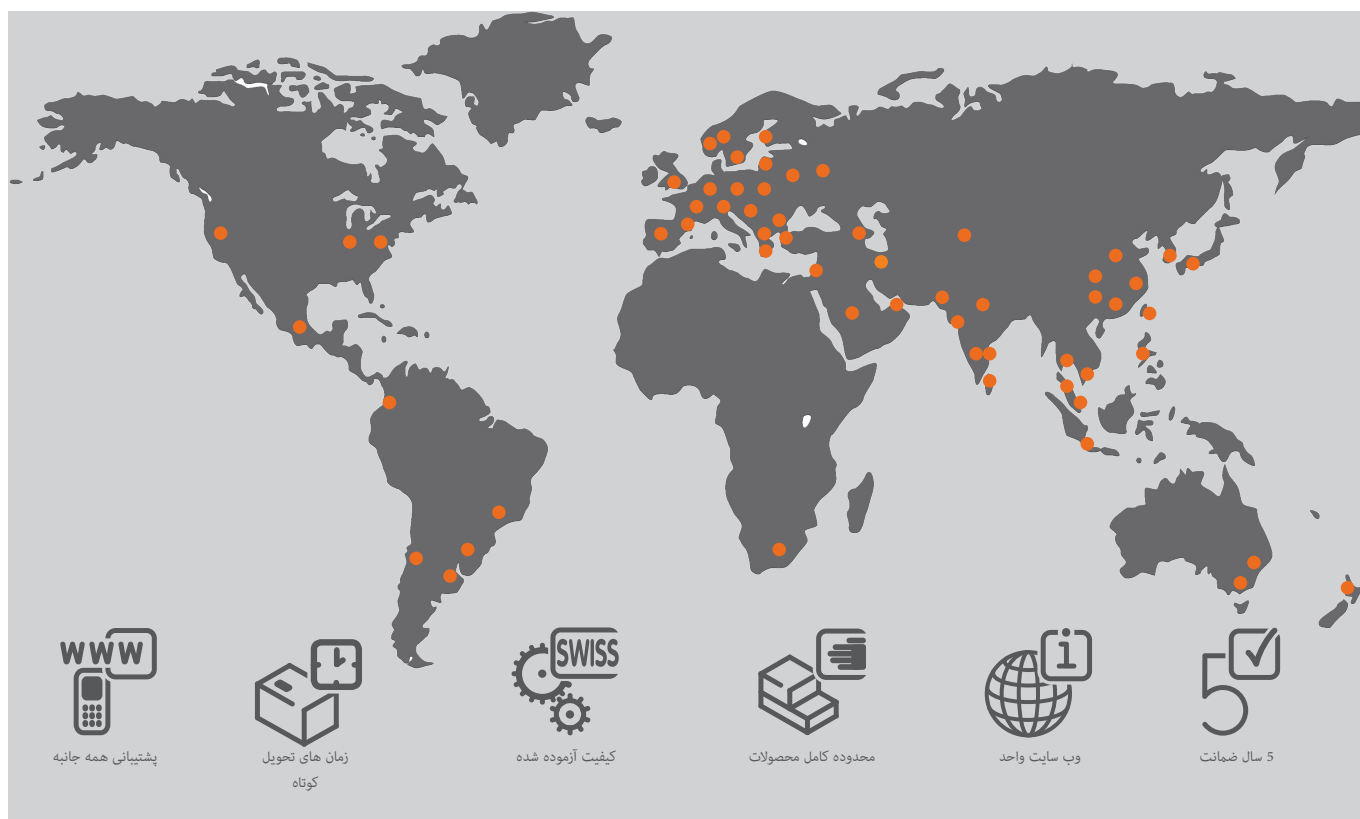 www
SWISS
i
5
5 سال ضمانت
وب سایت واحد
محدوده کامل محصولات
کیفیت آزموده شده
زمان های تحویل
کوتاه
پشتیبانی همه جانبه